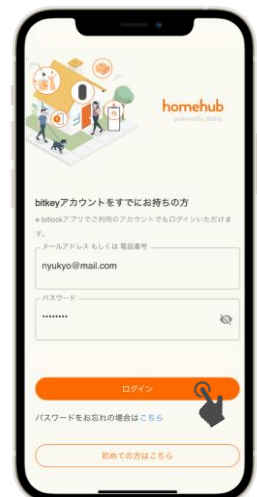 homehub
powered by Bitkey
bitkeyアカウントをすでにお持ちの方
※ bitlockアプリでご利用のアカウントでもログインいただけま
す。
メールアドレス もしくは 電話番号
nyukyo@mail.com
パスワード
••••••••
ログイン
パスワードをお忘れの場合はこちら
初めての方はこちら